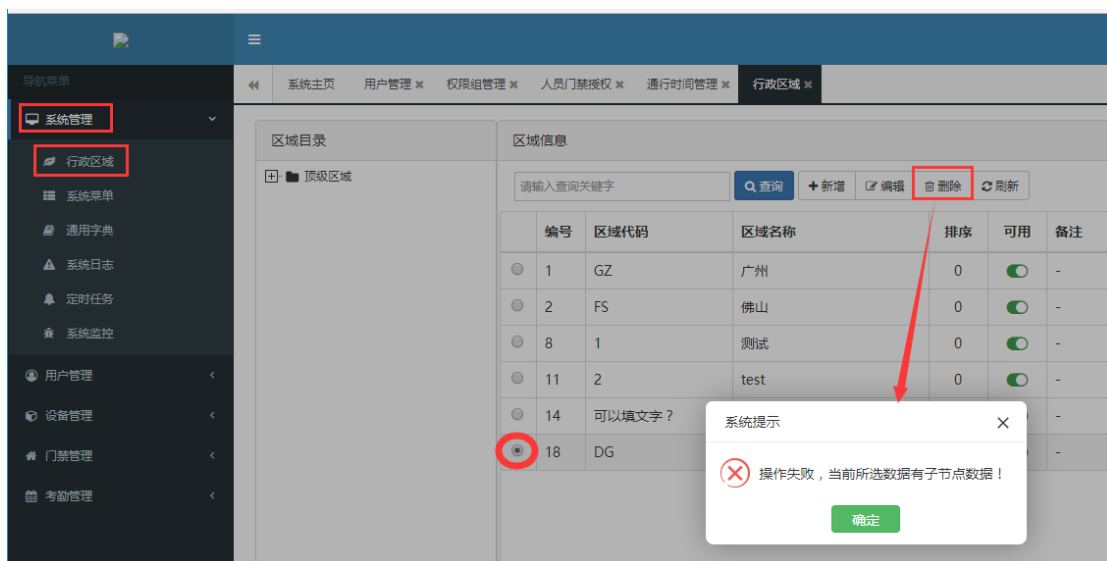 导航菜单
系统主页 用户管理 权限组管理 人员门禁授权 通行时间管理 行政区域
系统管理
行政区域
系统菜单
通用字典
系统日志
定时任务
系统监控
用户管理
设备管理
门禁管理
考勤管理
区域目录
顶级区域
区域信息
请输入查询关键字 查询 新增 编辑 删除 刷新
编号 区域代码 区域名称 排序 可用 备注
1 GZ 广州 0 -
2 FS 佛山 0 -
8 1 测试 0 -
11 2 test 0 -
14 可以填文字？ -
18 DG -
系统提示
操作失败，当前所选数据有子节点数据！
确定